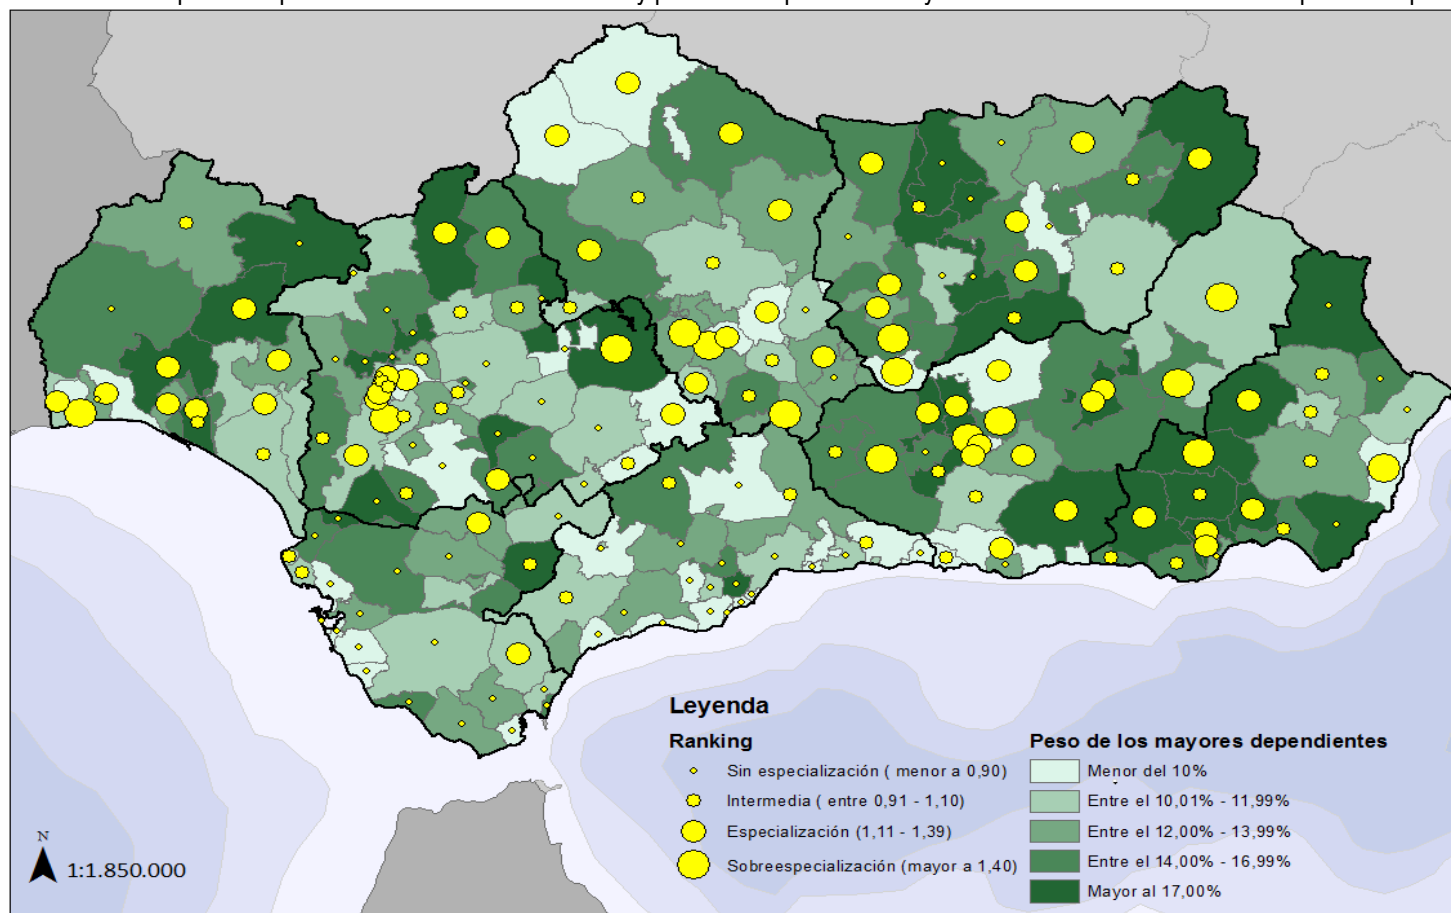 Leyenda
Ranking
Sin especialización ( menor a 0,90)
Intermedia ( entre 0,91 - 1,10)
Especialización (1,11 - 1,39)
Sobreespecialización (mayor a 1,40)
Peso de los mayores dependientes
Menor del 10%
Entre el 10,01% - 11,99%
Entre el 12,00% - 13,99%
Entre el 14,00% - 16,99%
Mayor al 17,00%
N
1:1.850.000